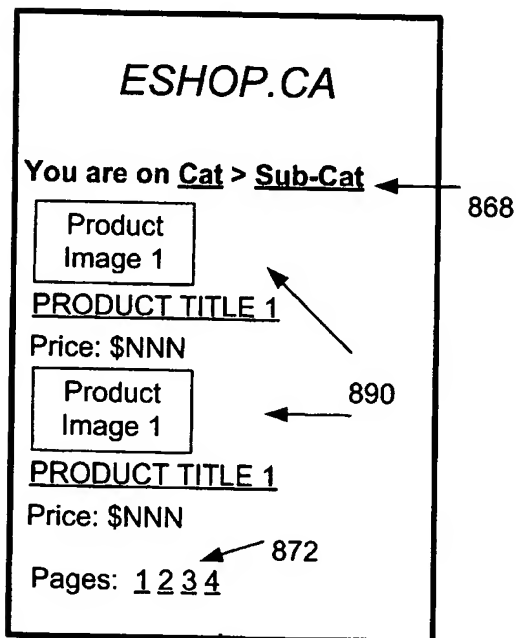 ESHOP.CA
You are on Cat > Sub-Cat
868
Product
Image 1
PRODUCT TITLE 1
Price: $NNN
890
Product
Image 1
PRODUCT TITLE 1
Price: $NNN
872
Pages: 1 2 3 4